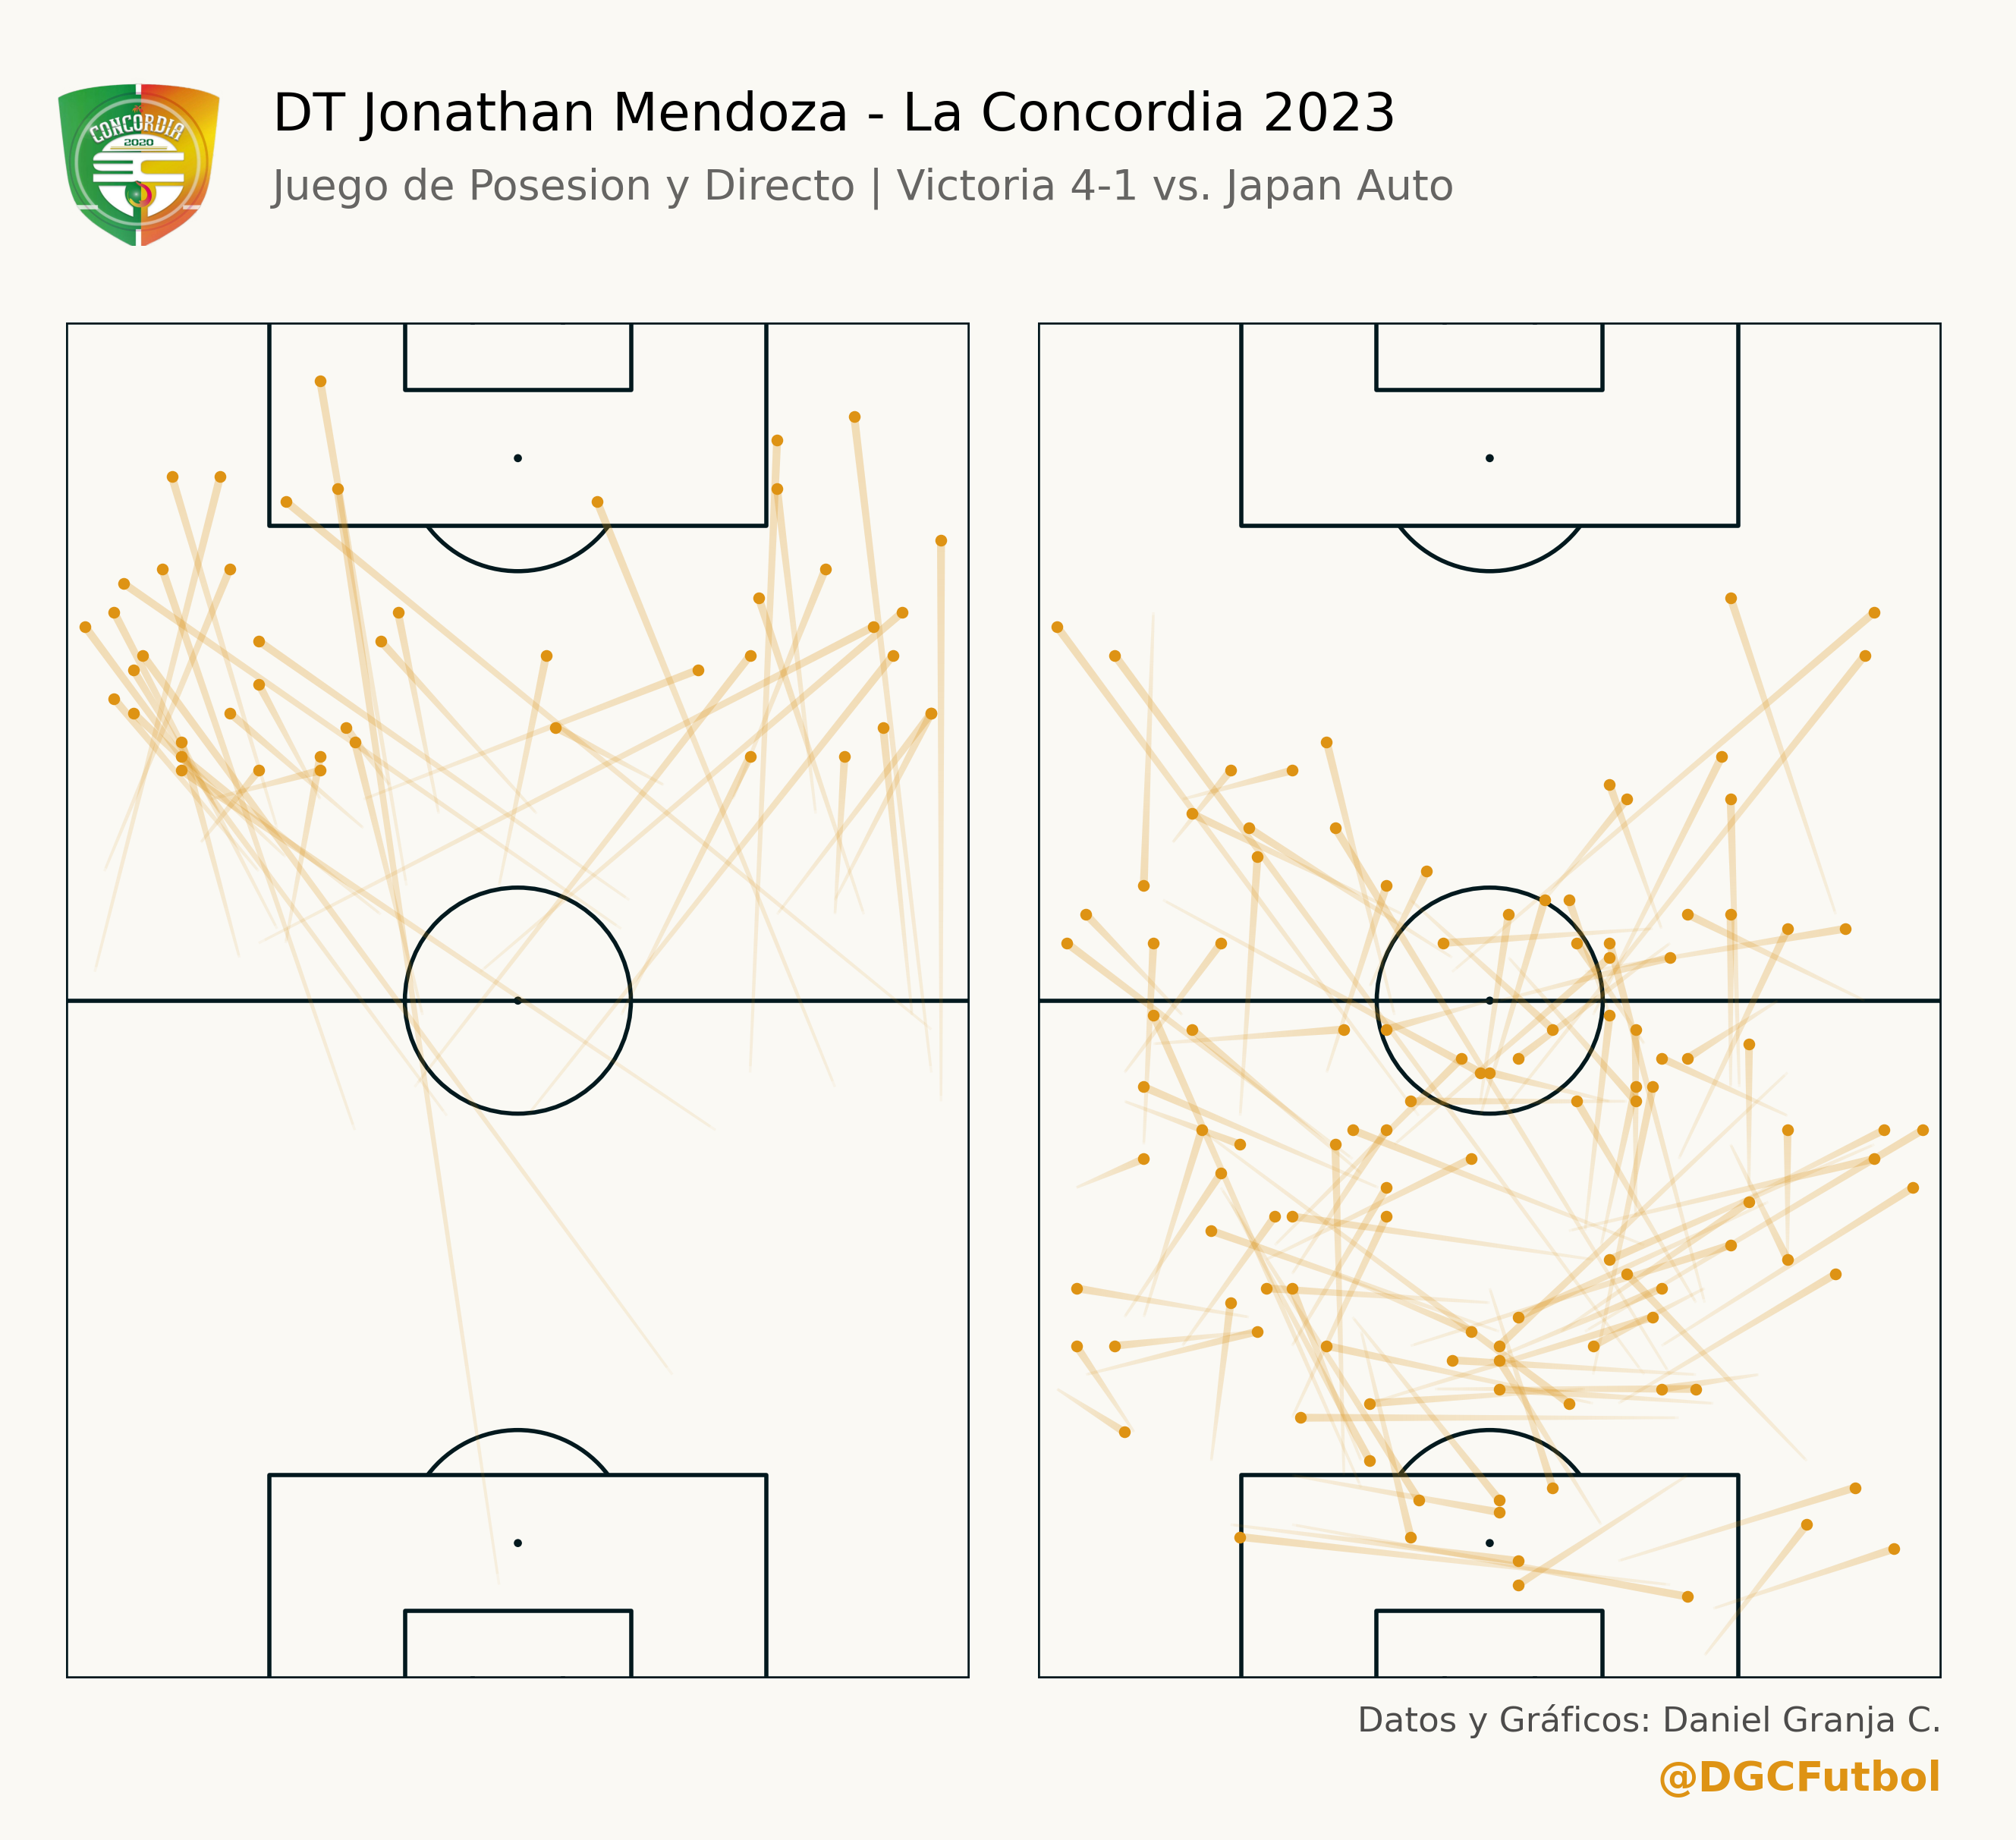 CONCORDIA
2020
DT Jonathan Mendoza - La Concordia 2023
Juego de Posesion y Directo | Victoria 4-1 vs. Japan Auto
Datos y Gráficos: Daniel Granja C.
@DGCFutbol